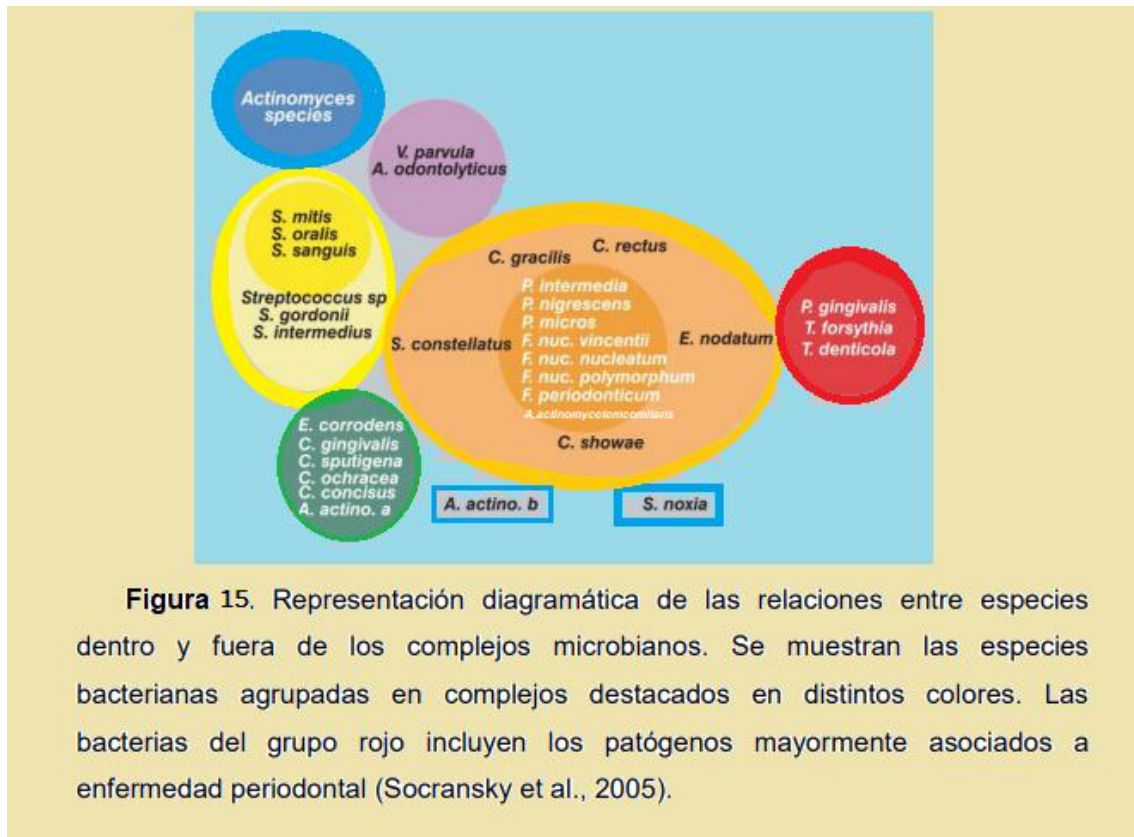 Actinomyces
species
V. parvula
A. odontolyticus
S. mitis
S. oralis
S. sanguis
Streptococcus sp
S. gordonii
S. intermedius
E. corrodens
C. gingivalis
C. sputigena
C. ochracea
C. concisus
A. actino. a
C. gracilis
C. rectus
P. intermedia
P. nigrescens
P. micros
F. nuc. vincentii
F. nuc. nucleatum
F. nuc. polymorphum
F. periodonticum
A.actinomycetemcomitans
S. constellatus
E. nodatum
C. showae
P. gingivalis
T. forsythia
T. denticola
A. actino. b
S. noxia
Figura 15. Representación diagramática de las relaciones entre especies
dentro y fuera de los complejos microbianos. Se muestran las especies
bacterianas agrupadas en complejos destacados en distintos colores. Las
bacterias del grupo rojo incluyen los patógenos mayormente asociados a
enfermedad periodontal (Socransky et al., 2005).